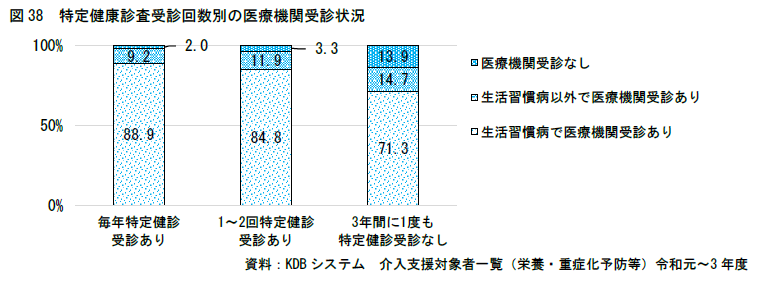 図38 特定健康診査受診回数別の医療機関受診状況
100%
50%
0%
2.0
9.2
88.9
3.3
11.9
84.8
13.9
14.7
71.3
毎年特定健診
受診あり
1～2回特定健診
受診あり
3年間に1度も
特定健診受診なし
医療機関受診なし
生活習慣病以外で医療機関受診あり
生活習慣病で医療機関受診あり
資料：KDBシステム 介入支援対象者一覧（栄養・重症化予防等）令和元～3年度